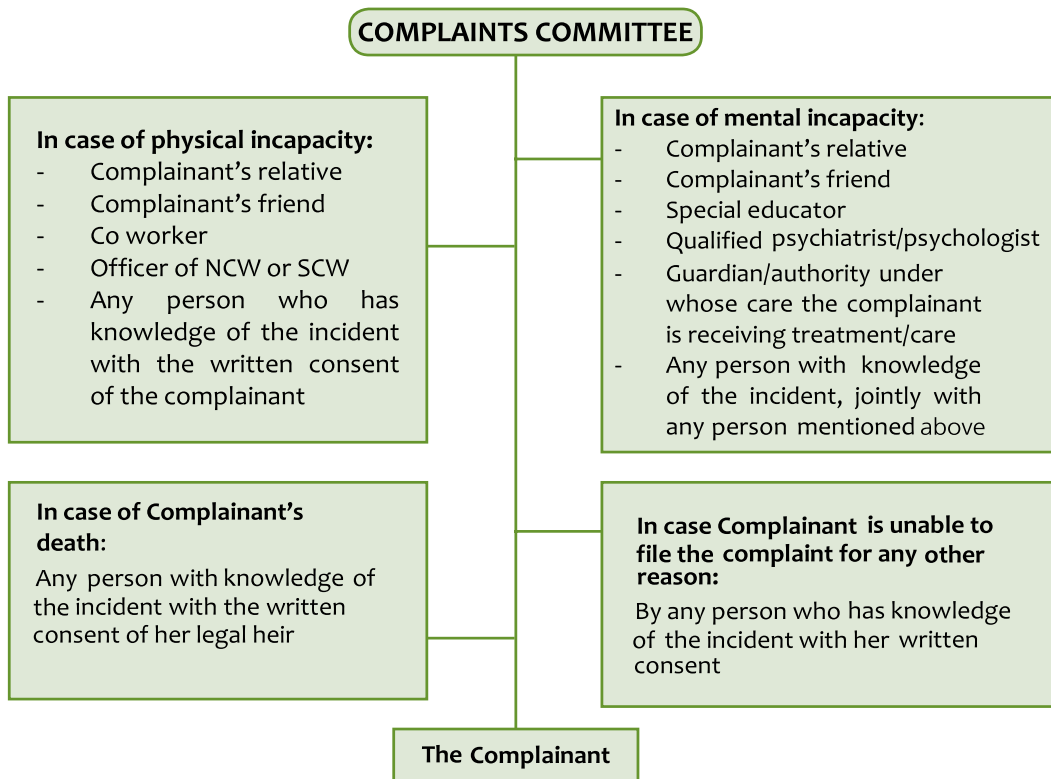 COMPLAINTS COMMITTEE
In case of physical incapacity:
- Complainant’s relative
- Complainant’s friend
- Co worker
- Officer of NCW or SCW
- Any person who has
knowledge of the incident
with the written consent
of the complainant
In case of mental incapacity:
- Complainant’s relative
- Complainant’s friend
- Special educator
- Qualified psychiatrist/psychologist
- Guardian/authority under
whose care the complainant
is receiving treatment/care
- Any person with knowledge
of the incident, jointly with
any person mentioned above
In case of Complainant’s
death:
Any person with knowledge of
the incident with the written
consent of her legal heir
In case Complainant is unable to
file the complaint for any other
reason:
By any person who has knowledge
of the incident with her written
consent
The Complainant